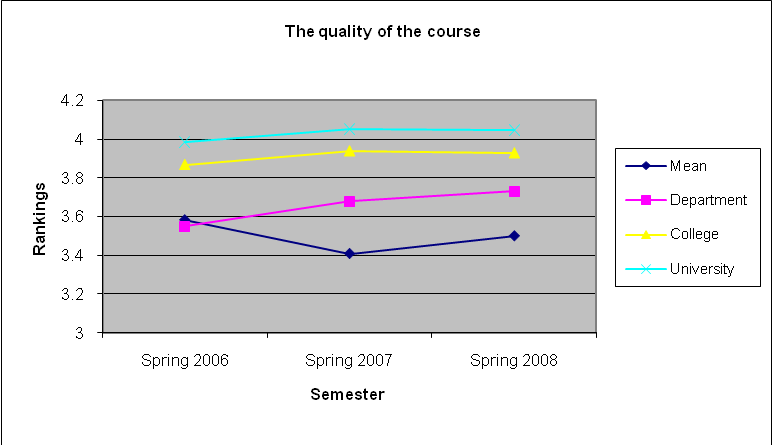 The quality of the course
4.2
4
3.8
3.6
3.4
3.2
3
Rankings
Spring 2006
Spring 2007
Spring 2008
Semester
Mean
Department
College
University